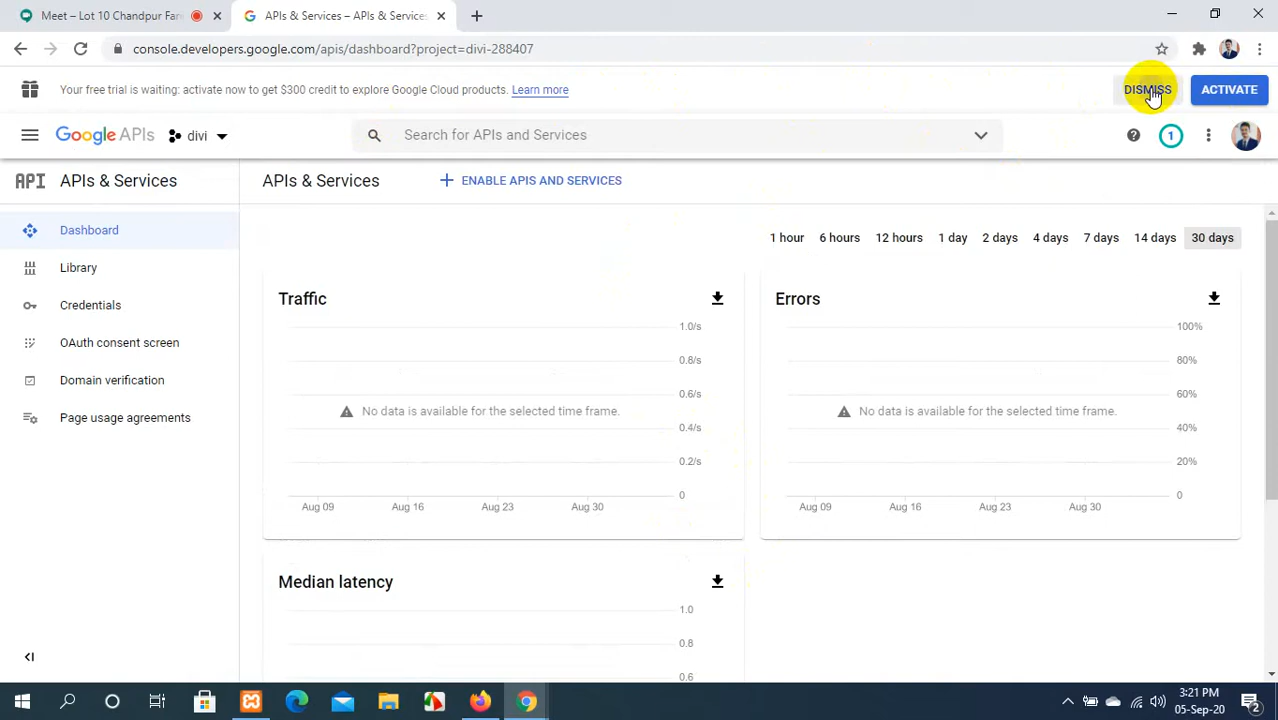 Meet – Lot 10 Chandpur Far
APIs & Services – APIs & Services
console.developers.google.com/apis/dashboard?project=divi-288407
Your free trial is waiting: activate now to get $300 credit to explore Google Cloud products. Learn more
DISMISS
ACTIVATE
Google APIs
divi
Search for APIs and Services
1
API
APIs & Services
APIs & Services
ENABLE APIS AND SERVICES
Dashboard
Library
Credentials
OAuth consent screen
Domain verification
Page usage agreements
1 hour
6 hours
12 hours
1 day
2 days
4 days
7 days
14 days
30 days
Traffic
1.0/s
0.8/s
0.6/s
0.4/s
0.2/s
0
No data is available for the selected time frame.
Aug 09
Aug 16
Aug 23
Aug 30
Errors
100%
80%
60%
40%
20%
0
No data is available for the selected time frame.
Aug 09
Aug 16
Aug 23
Aug 30
Median latency
1.0
0.8
0.6
3:21 PM
05-Sep-20
2